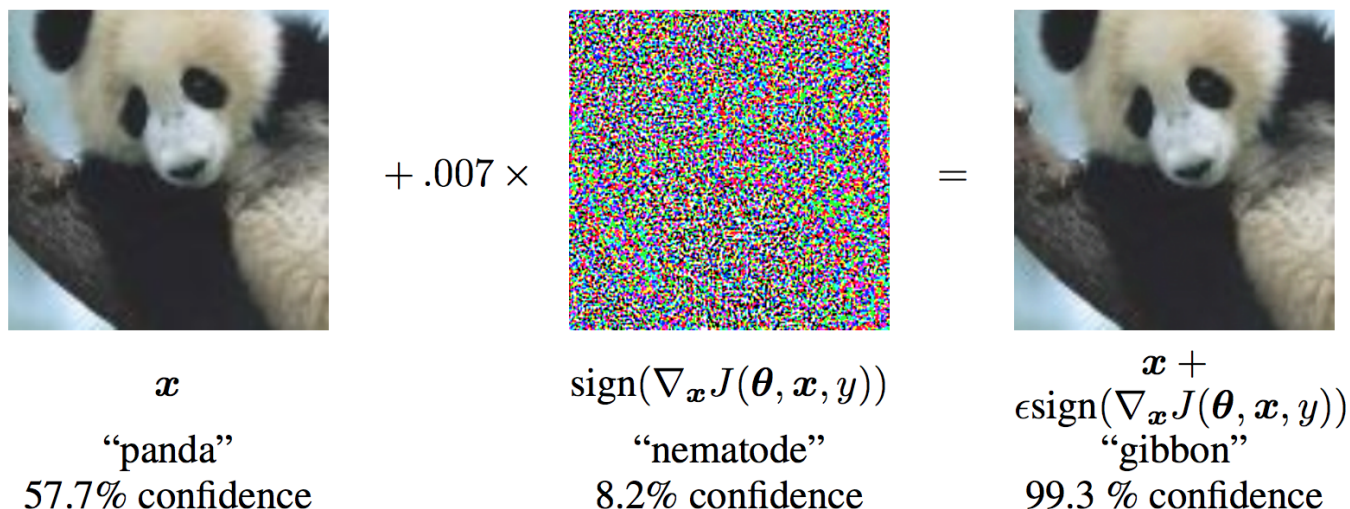 + .007 ×
=
x
sign(∇ₓJ(θ, x, y))
x +
ϵsign(∇ₓJ(θ, x, y))
“panda”
“nematode”
“gibbon”
57.7% confidence
8.2% confidence
99.3 % confidence